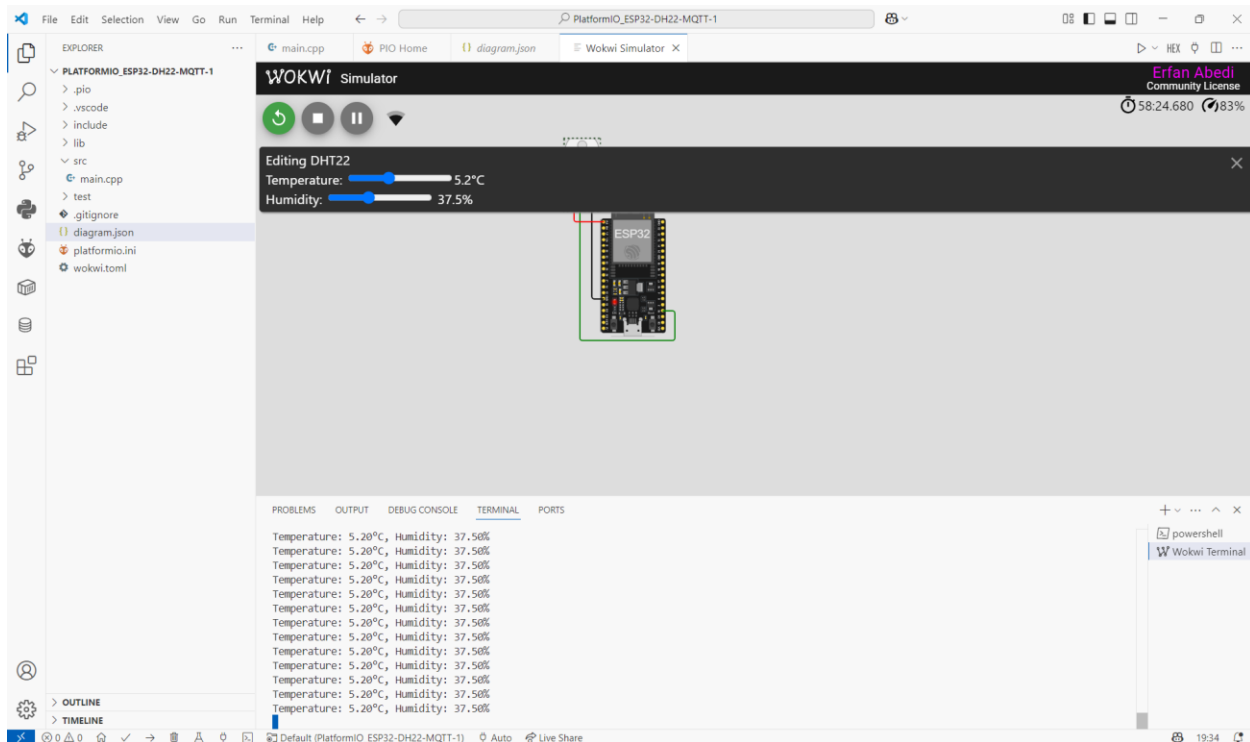 File Edit Selection View Go Run Terminal Help PlatformIO_ESP32-DH22-MQTT-1
EXPLORER
main.cpp PIO Home {} diagram.json Wokwi Simulator HEX
PLATFORMIO_ESP32-DH22-MQTT-1
.pio
.vscode
include
lib
src
main.cpp
test
.gitignore
{} diagram.json
platformio.ini
wokwi.toml
OUTLINE
TIMELINE
WOKWi Simulator
Erfan Abedi
Community License
58:24.680 83%
Editing DHT22
Temperature: 5.2°C
Humidity: 37.5%
ESP32
PROBLEMS OUTPUT DEBUG CONSOLE TERMINAL PORTS
Temperature: 5.20°C, Humidity: 37.50%
Temperature: 5.20°C, Humidity: 37.50%
Temperature: 5.20°C, Humidity: 37.50%
Temperature: 5.20°C, Humidity: 37.50%
Temperature: 5.20°C, Humidity: 37.50%
Temperature: 5.20°C, Humidity: 37.50%
Temperature: 5.20°C, Humidity: 37.50%
Temperature: 5.20°C, Humidity: 37.50%
Temperature: 5.20°C, Humidity: 37.50%
Temperature: 5.20°C, Humidity: 37.50%
Temperature: 5.20°C, Humidity: 37.50%
Temperature: 5.20°C, Humidity: 37.50%
Temperature: 5.20°C, Humidity: 37.50%
powershell
Wokwi Terminal
0 0 Default (PlatformIO_ESP32-DH22-MQTT-1) Auto Live Share 19:34